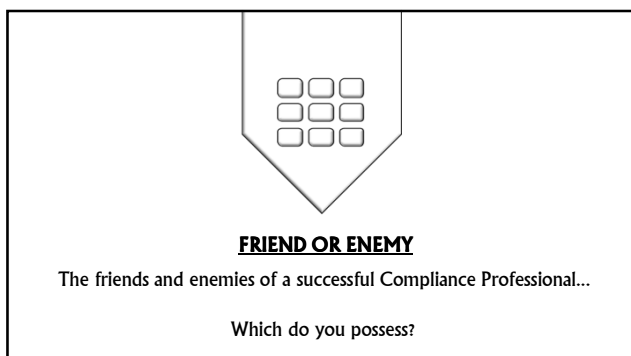 FRIEND OR ENEMY
The friends and enemies of a successful Compliance Professional...
Which do you possess?